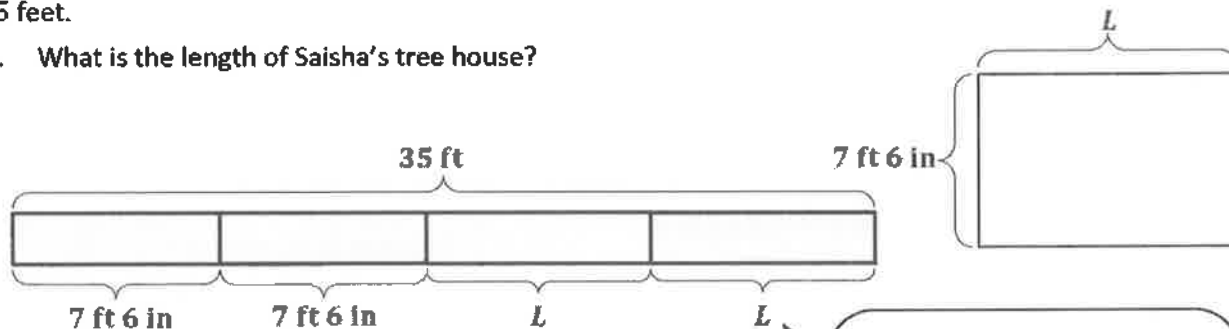 5 feet.
. What is the length of Saisha's tree house?
L
35 ft
7 ft 6 in
7 ft 6 in
7 ft 6 in
L
L